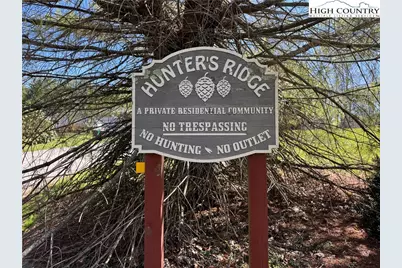 HIGH COUNTRY
HUNTER'S RIDGE
A PRIVATE RESIDENTIAL COMMUNITY
NO TRESPASSING
NO HUNTING NO OUTLET